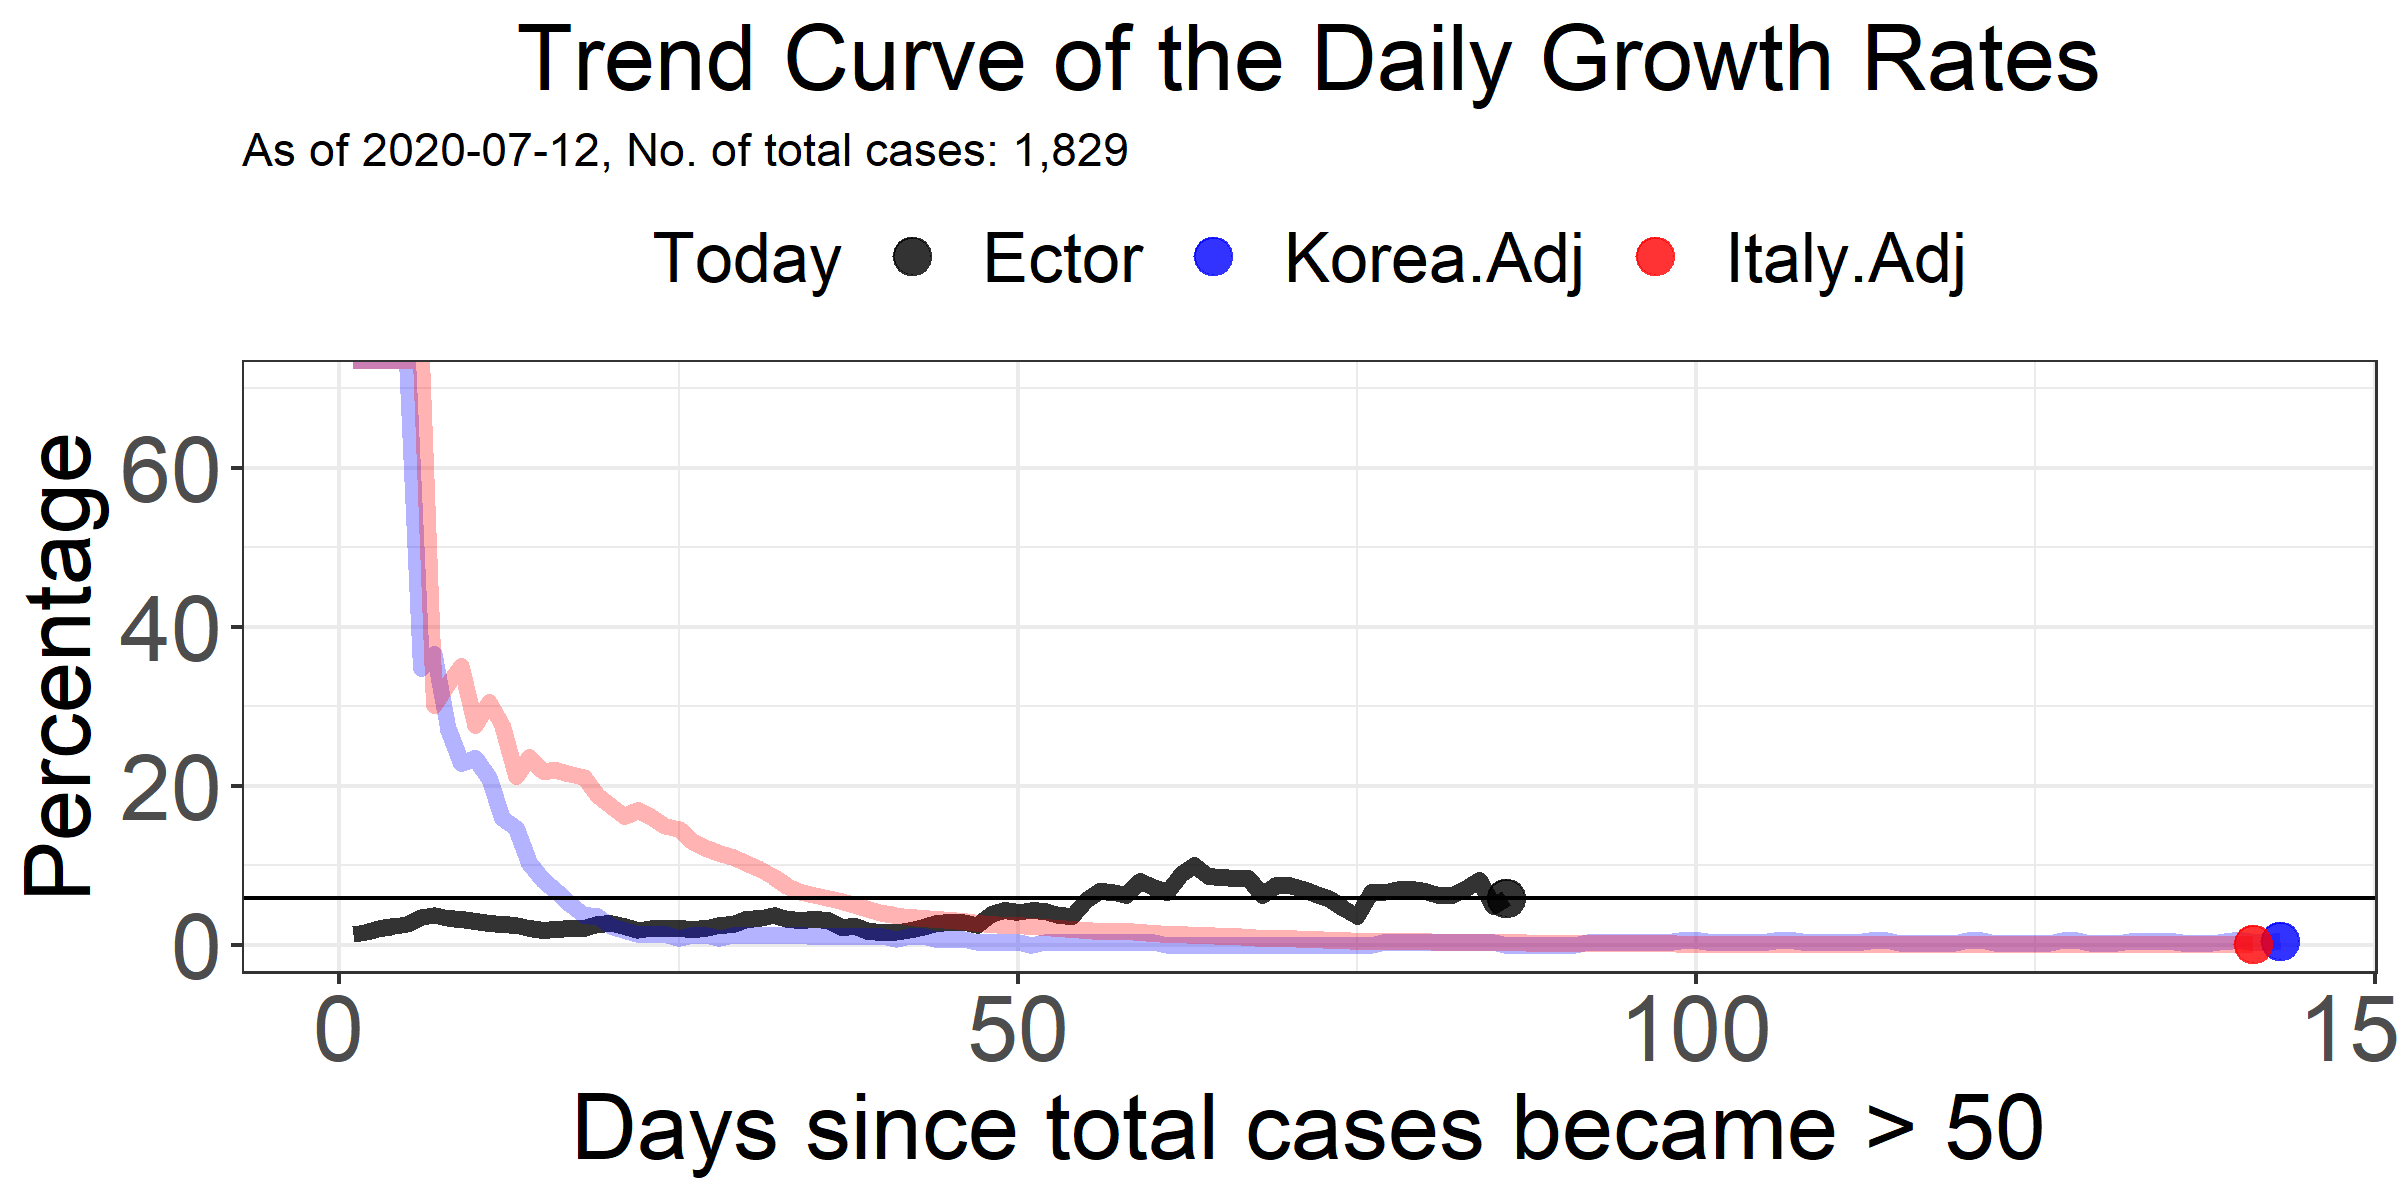 Trend Curve of the Daily Growth Rates
As of 2020-07-12, No. of total cases: 1,829
Today Ector Korea.Adj Italy.Adj
Percentage
60
40
20
0
0 50 100 15
Days since total cases became > 50